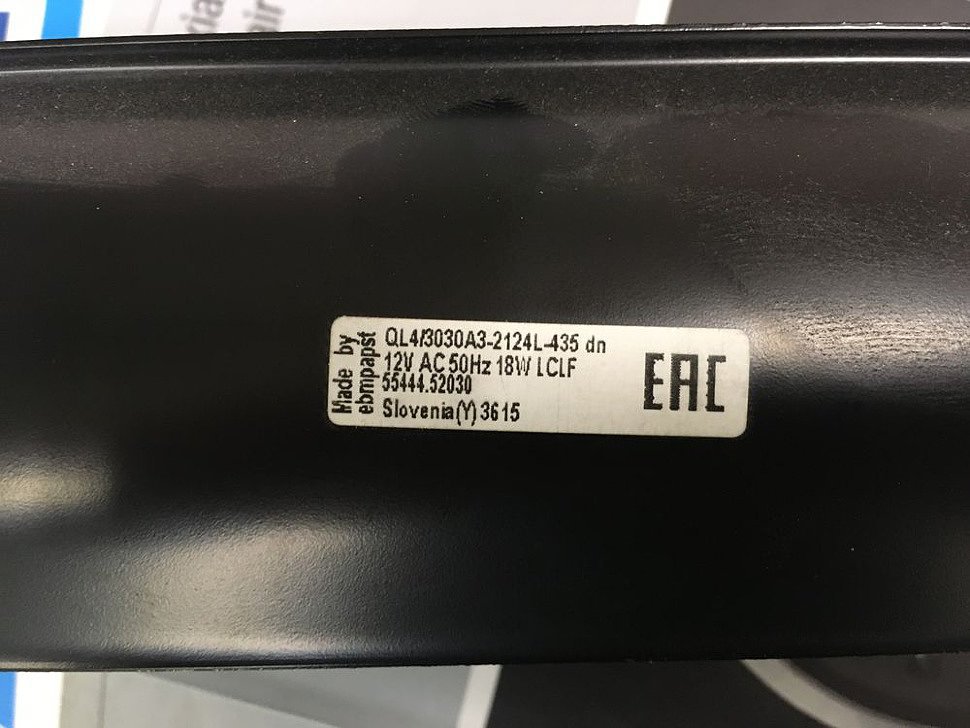 Made by
ebmpapst
QL4/3030A3-2124L-435 dn
12V AC 50Hz 18W LCLF
55444.52030
Slovenia(Y) 3615
EAC